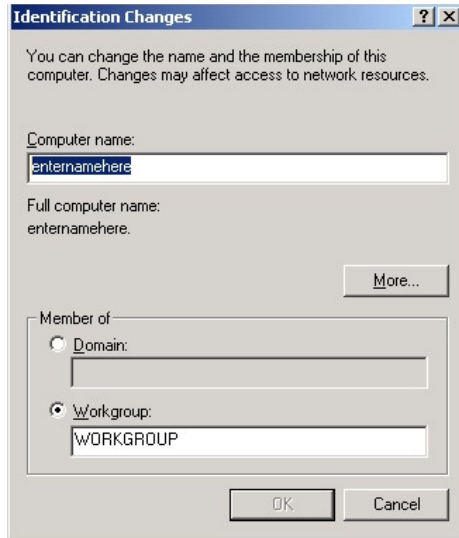 Identification Changes
You can change the name and the membership of this
computer. Changes may affect access to network resources.
Computer name:
enternamehere
Full computer name:
enternamehere.
More...
Member of
Domain:
Workgroup:
WORKGROUP
OK
Cancel